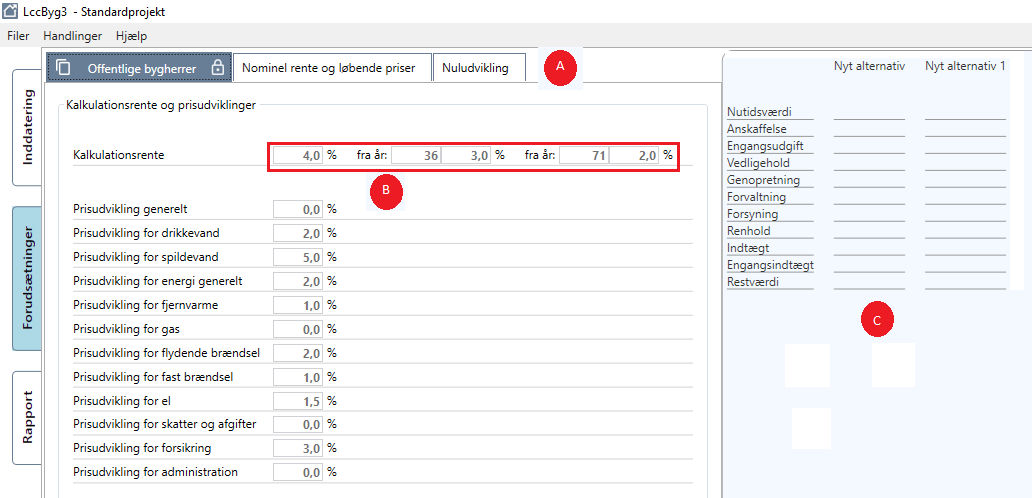 LccByg3 - Standardprojekt
Filer Handlinger Hjælp
Inddatering
Forudsætninger
Rapport
Offentlige bygherrer Nominel rente og løbende priser Nuludvikling A
Kalkulationsrente og prisudviklinger
Kalkulationsrente 4,0 % fra år: 36 3,0 % fra år: 71 2,0 %
B
Prisudvikling generelt 0,0 %
Prisudvikling for drikkevand 2,0 %
Prisudvikling for spildevand 5,0 %
Prisudvikling for energi generelt 2,0 %
Prisudvikling for fjernvarme 1,0 %
Prisudvikling for gas 0,0 %
Prisudvikling for flydende brændsel 2,0 %
Prisudvikling for fast brændsel 1,0 %
Prisudvikling for el 1,5 %
Prisudvikling for skatter og afgifter 0,0 %
Prisudvikling for forsikring 3,0 %
Prisudvikling for administration 0,0 %
Nyt alternativ Nyt alternativ 1
Nutidsværdi
Anskaffelse
Engangsudgift
Vedligehold
Genopretning
Forvaltning
Forsyning
Renhold
Indtægt
Engangsindtægt
Restværdi
C